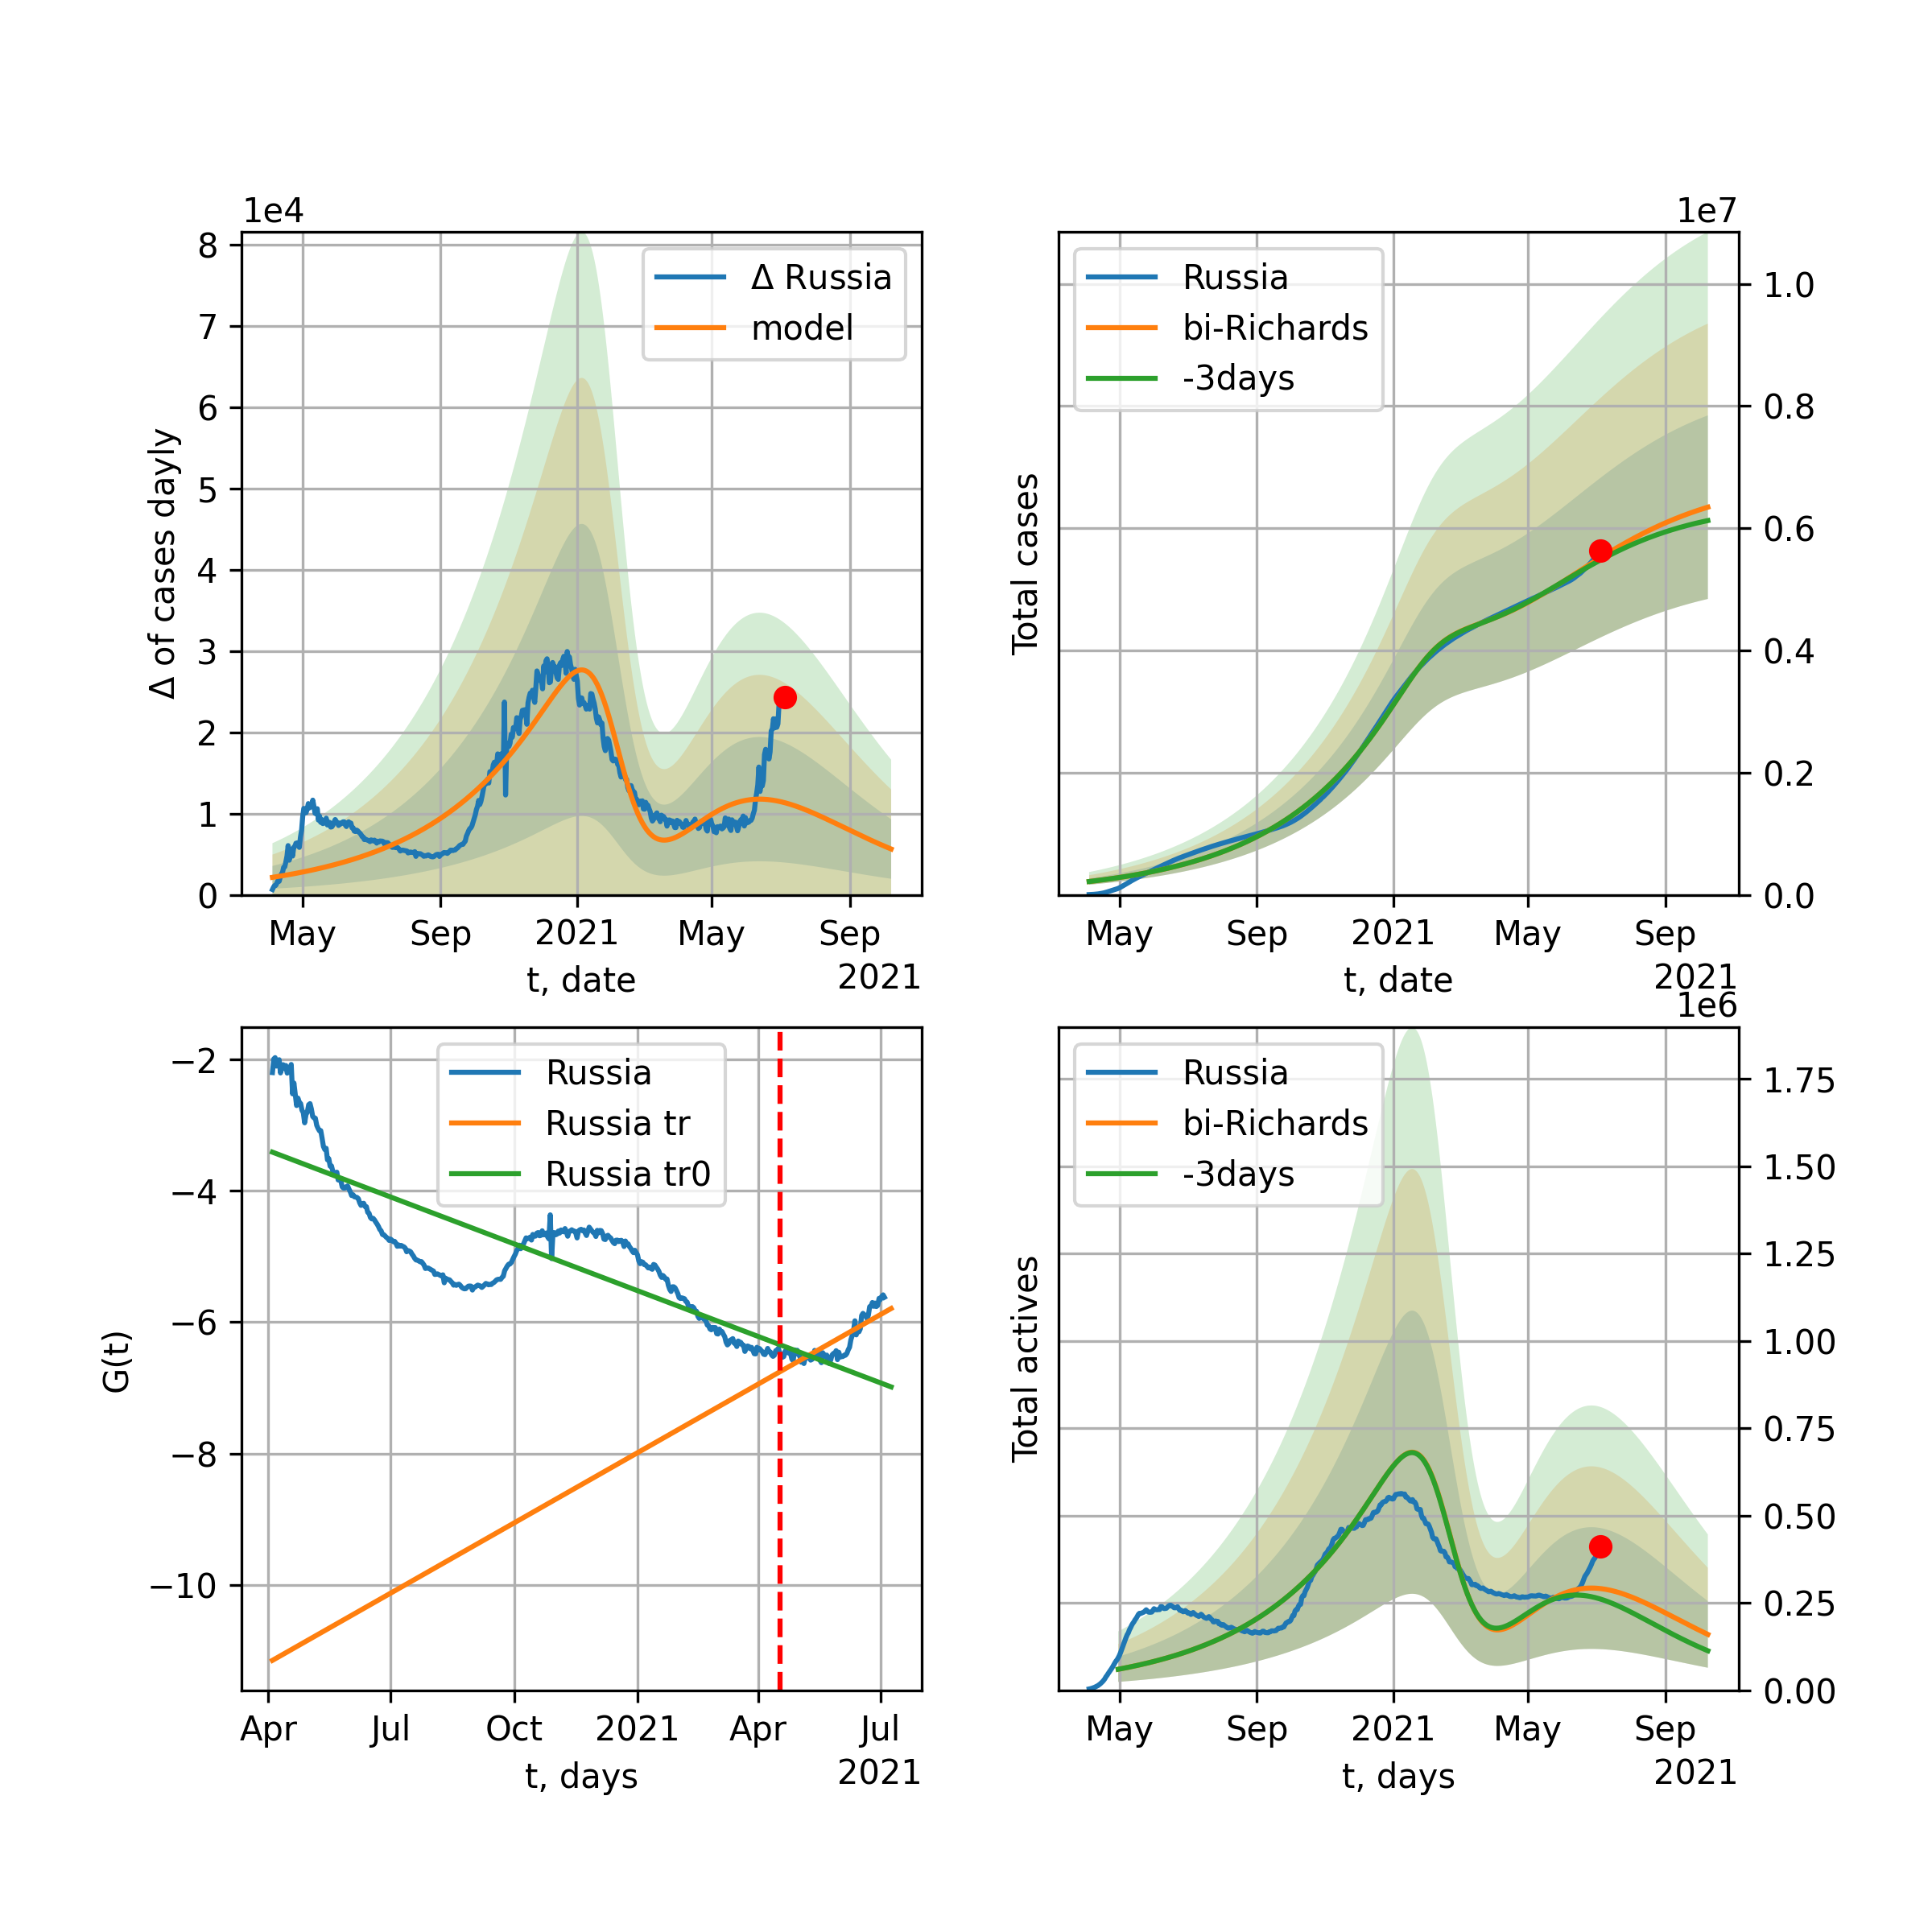 1e4
8
7
6
5
4
3
2
1
0
Δ of cases dayly
Δ Russia
model
May Sep 2021 May Sep
t, date
2021
1e7
Russia
bi-Richards
-3days
Total cases
1.0
0.8
0.6
0.4
0.2
0.0
May Sep 2021 May Sep
t, date
2021
−2
−4
−6
−8
−10
G(t)
Russia
Russia tr
Russia tr0
Apr Jul Oct 2021 Apr Jul
t, days
2021
1e6
Russia
bi-Richards
-3days
Total actives
1.75
1.50
1.25
1.00
0.75
0.50
0.25
0.00
May Sep 2021 May Sep
t, days
2021